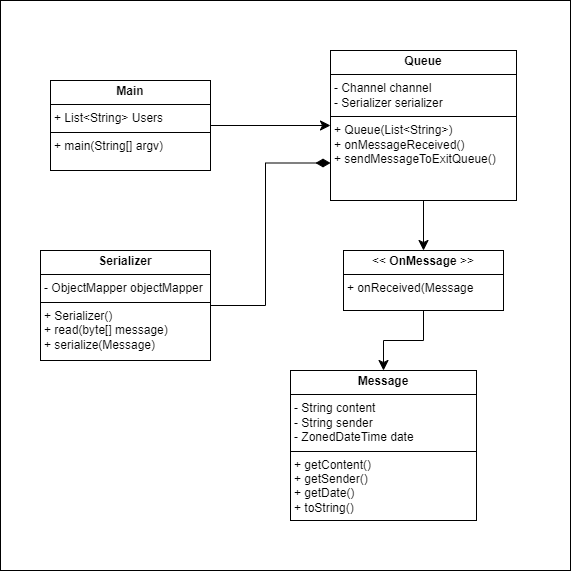 Queue
- Channel channel
- Serializer serializer
+ Queue(List<String>)
+ onMessageReceived()
+ sendMessageToExitQueue()
Main
+ List<String> Users
+ main(String[] argv)
Serializer
- ObjectMapper objectMapper
+ Serializer()
+ read(byte[] message)
+ serialize(Message)
<< OnMessage >>
+ onReceived(Message
Message
- String content
- String sender
- ZonedDateTime date
+ getContent()
+ getSender()
+ getDate()
+ toString()